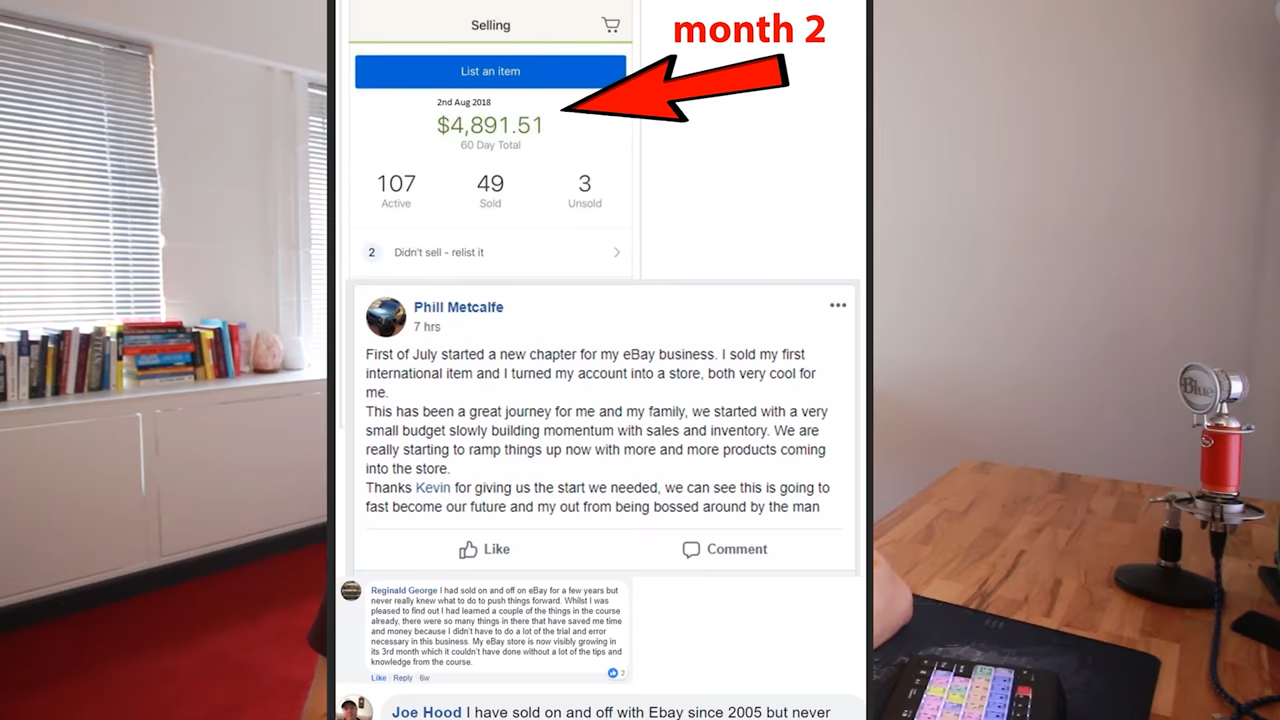 month 2
Selling
List an item
2nd Aug 2018
$4,891.51
60 Day Total
107 49 3
Active Sold Unsold
2 Didn't sell - relist it
Phill Metcalfe
7 hrs
First of July started a new chapter for my eBay business. I sold my first
international item and I turned my account into a store, both very cool for
me.
This has been a great journey for me and my family, we started with a very
small budget slowly building momentum with sales and inventory. We are
really starting to ramp things up now with more and more products coming
into the store.
Thanks Kevin for giving us the start we needed, we can see this is going to
fast become our future and my out from being bossed around by the man
Like Comment
Reginald George I had sold on and off on eBay for a few years but
never really knew what to do to push things forward. Whilst I was
pleased to find out I had learned a couple of the things in the course
already, there were so many things in there that have saved me time
and money because I didn't have to do a lot of the trial and error
necessary in this business. My eBay store is now visibly growing in
its 3rd month which it couldn't have done without a lot of the tips and
knowledge from the course.
Like · Reply · 6w
2
Joe Hood I have sold on and off with Ebay since 2005 but never
Blue